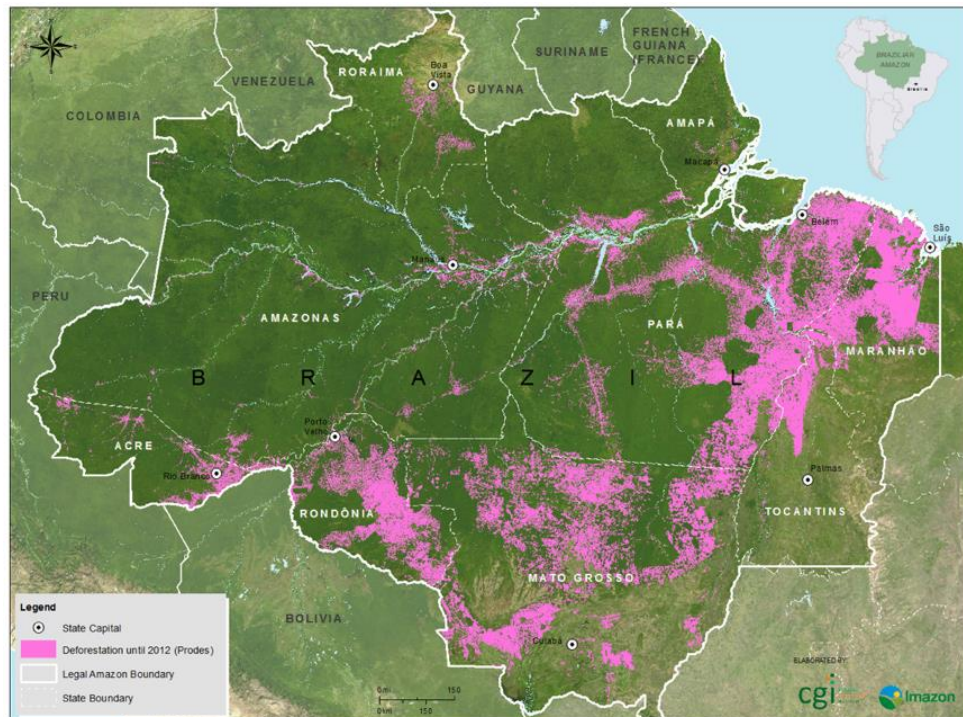 COLOMBIA
VENEZUELA
RORAIMA
Boa
Vista
GUYANA
SURINAME
FRENCH
GUIANA
(FRANCE)
BRAZILIAN
AMAZON
AMAPÁ
Macapá
Belém
São
Luís
PERU
Manaus
AMAZONAS
PARÁ
MARANHÃO
B R A Z I L
Porto
Velho
ACRE
Rio Branco
RONDÔNIA
Palmas
TOCANTINS
MATO GROSSO
BOLIVIA
Cuiabá
Legend
State Capital
Deforestation until 2012 (Prodes)
Legal Amazon Boundary
State Boundary
0mi 150
0km 150
ELABORATED BY:
cgi
Imazon